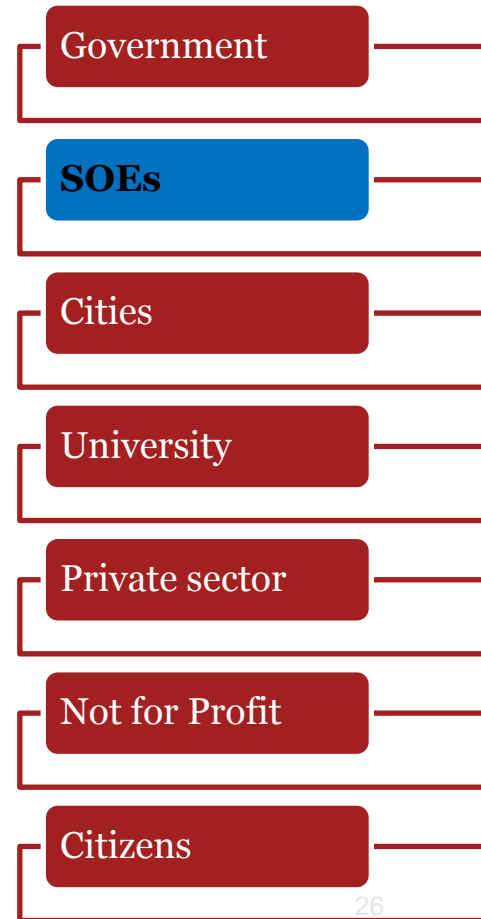 Government
SOEs
Cities
University
Private sector
Not for Profit
Citizens
26